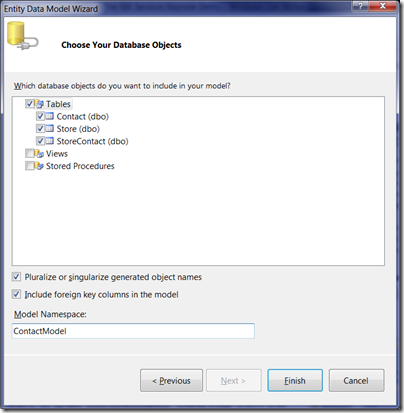 Entity Data Model Wizard
Choose Your Database Objects
Which database objects do you want to include in your model?
Tables
Contact (dbo)
Store (dbo)
StoreContact (dbo)
Views
Stored Procedures
Pluralize or singularize generated object names
Include foreign key columns in the model
Model Namespace:
ContactModel
< Previous
Next >
Finish
Cancel